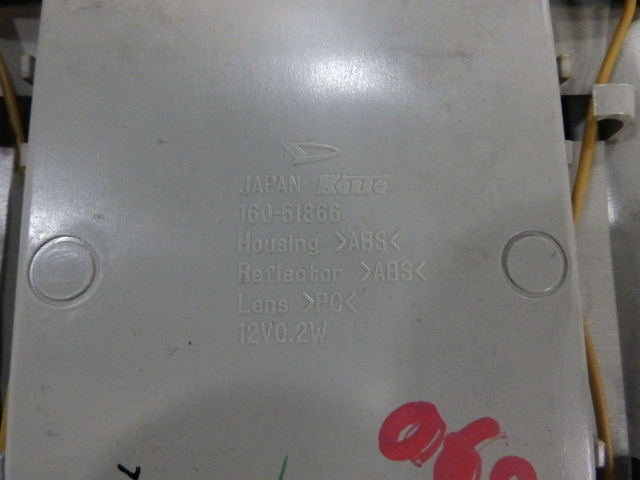 JAPAN KOITO
160-51866
Housing >ABS<
Reflector >ABS<
Lens >PC<
12V0.2W